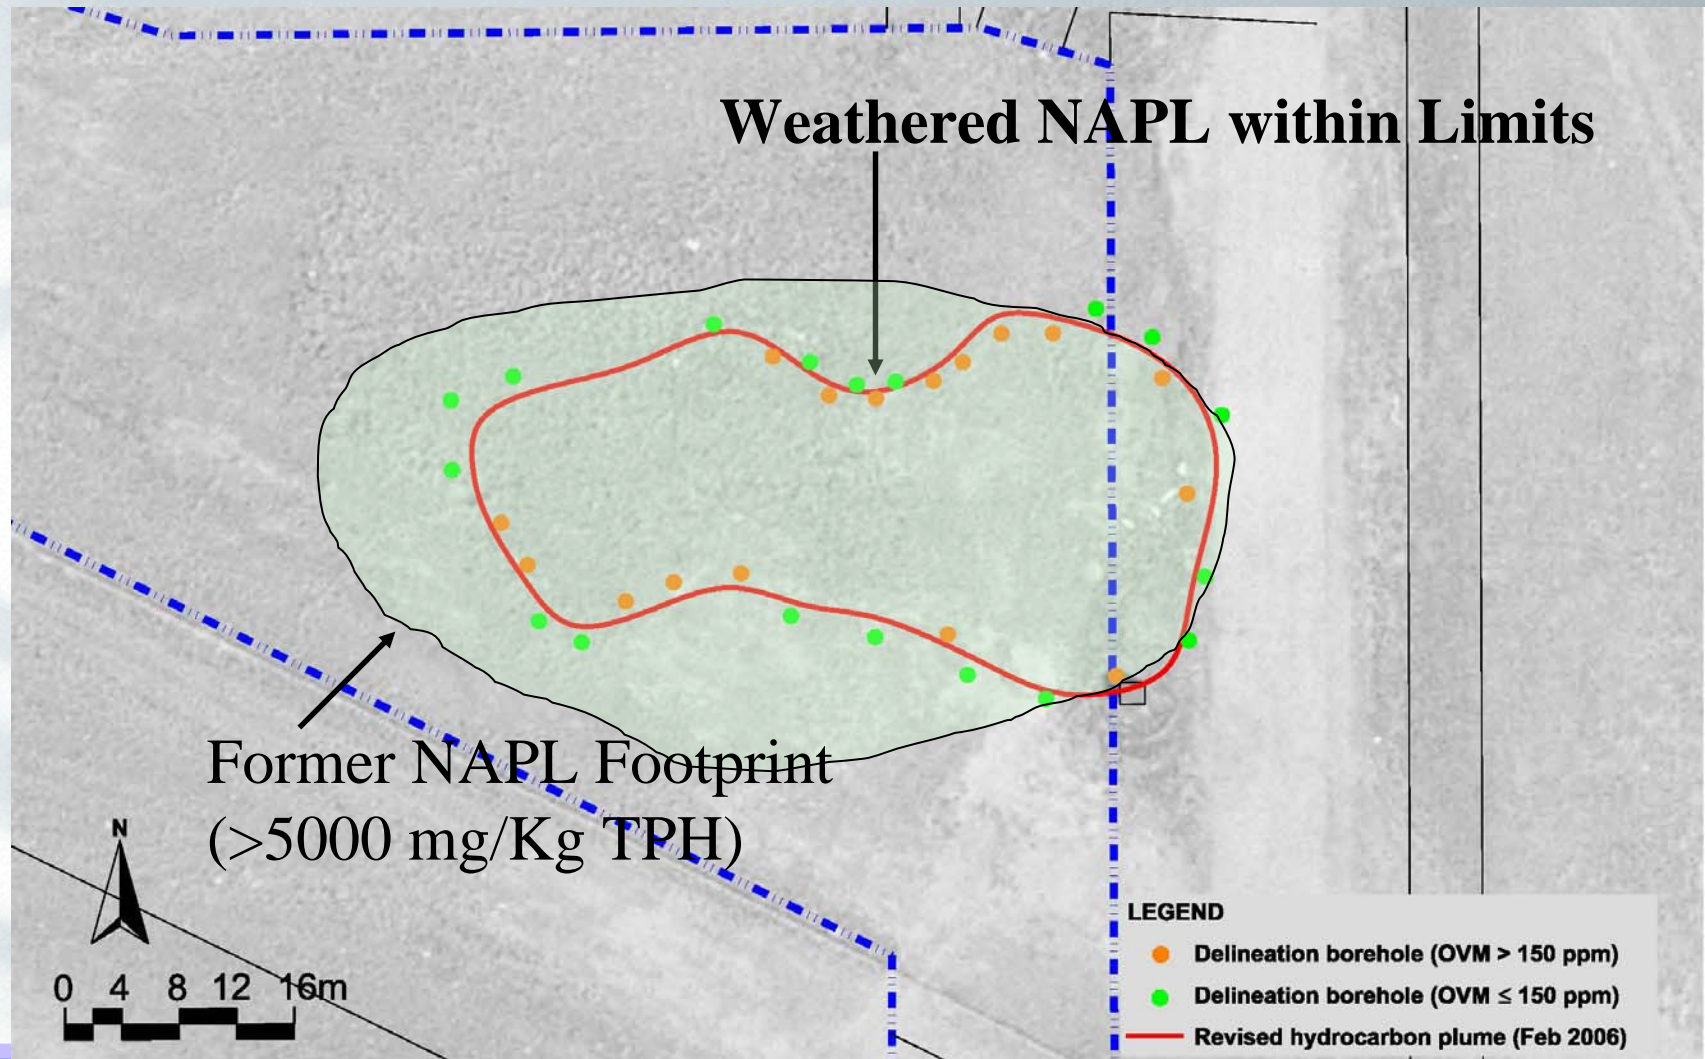 Weathered NAPL within Limits
Former NAPL Footprint
(>5000 mg/Kg TPH)
N
0 4 8 12 16m
LEGEND
Delineation borehole (OVM > 150 ppm)
Delineation borehole (OVM ≤ 150 ppm)
Revised hydrocarbon plume (Feb 2006)